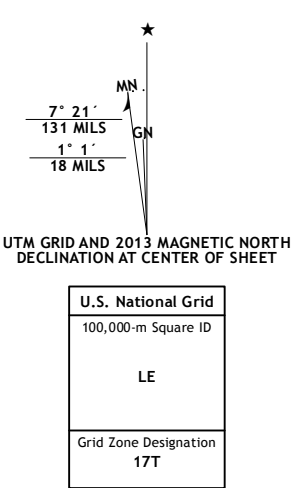 ★
MN
7° 21´
131 MILS
GN
1° 1´
18 MILS
UTM GRID AND 2013 MAGNETIC NORTH
DECLINATION AT CENTER OF SHEET
U.S. National Grid
100,000-m Square ID
LE
Grid Zone Designation
17T